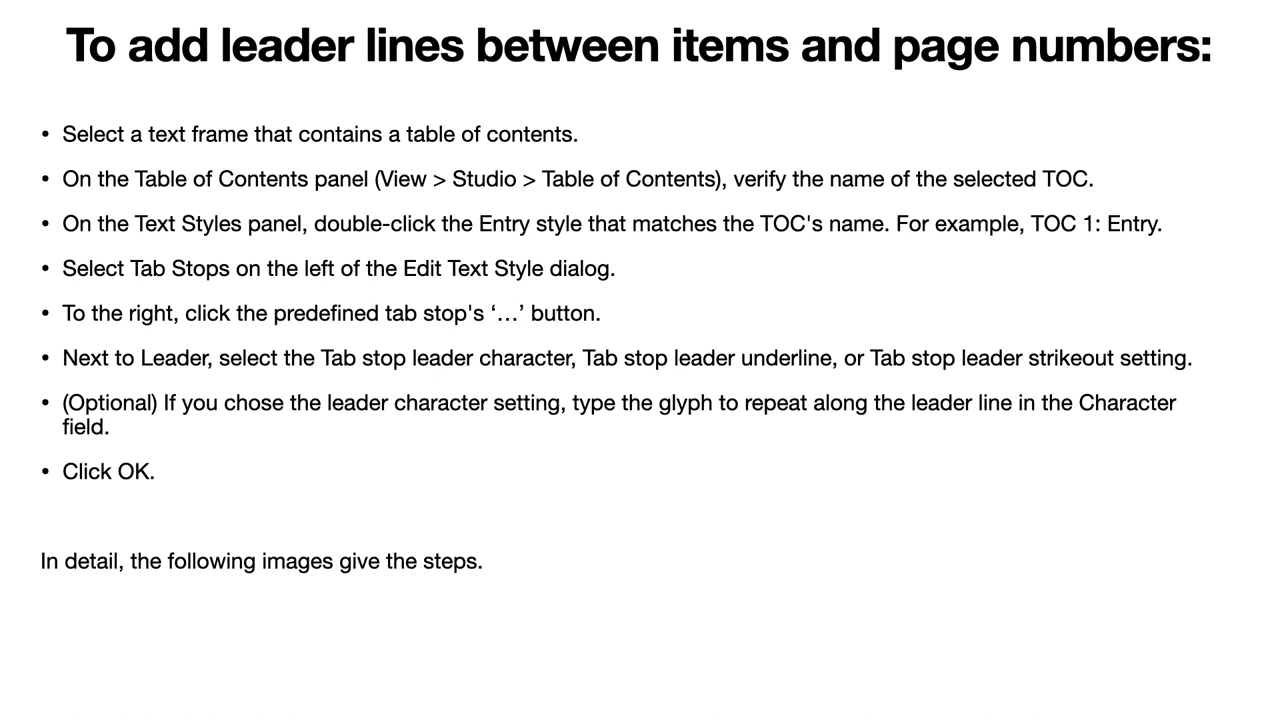 To add leader lines between items and page numbers:
• Select a text frame that contains a table of contents.
• On the Table of Contents panel (View > Studio > Table of Contents), verify the name of the selected TOC.
• On the Text Styles panel, double-click the Entry style that matches the TOC's name. For example, TOC 1: Entry.
• Select Tab Stops on the left of the Edit Text Style dialog.
• To the right, click the predefined tab stop's ‘…’ button.
• Next to Leader, select the Tab stop leader character, Tab stop leader underline, or Tab stop leader strikeout setting.
• (Optional) If you chose the leader character setting, type the glyph to repeat along the leader line in the Character
field.
• Click OK.
In detail, the following images give the steps.